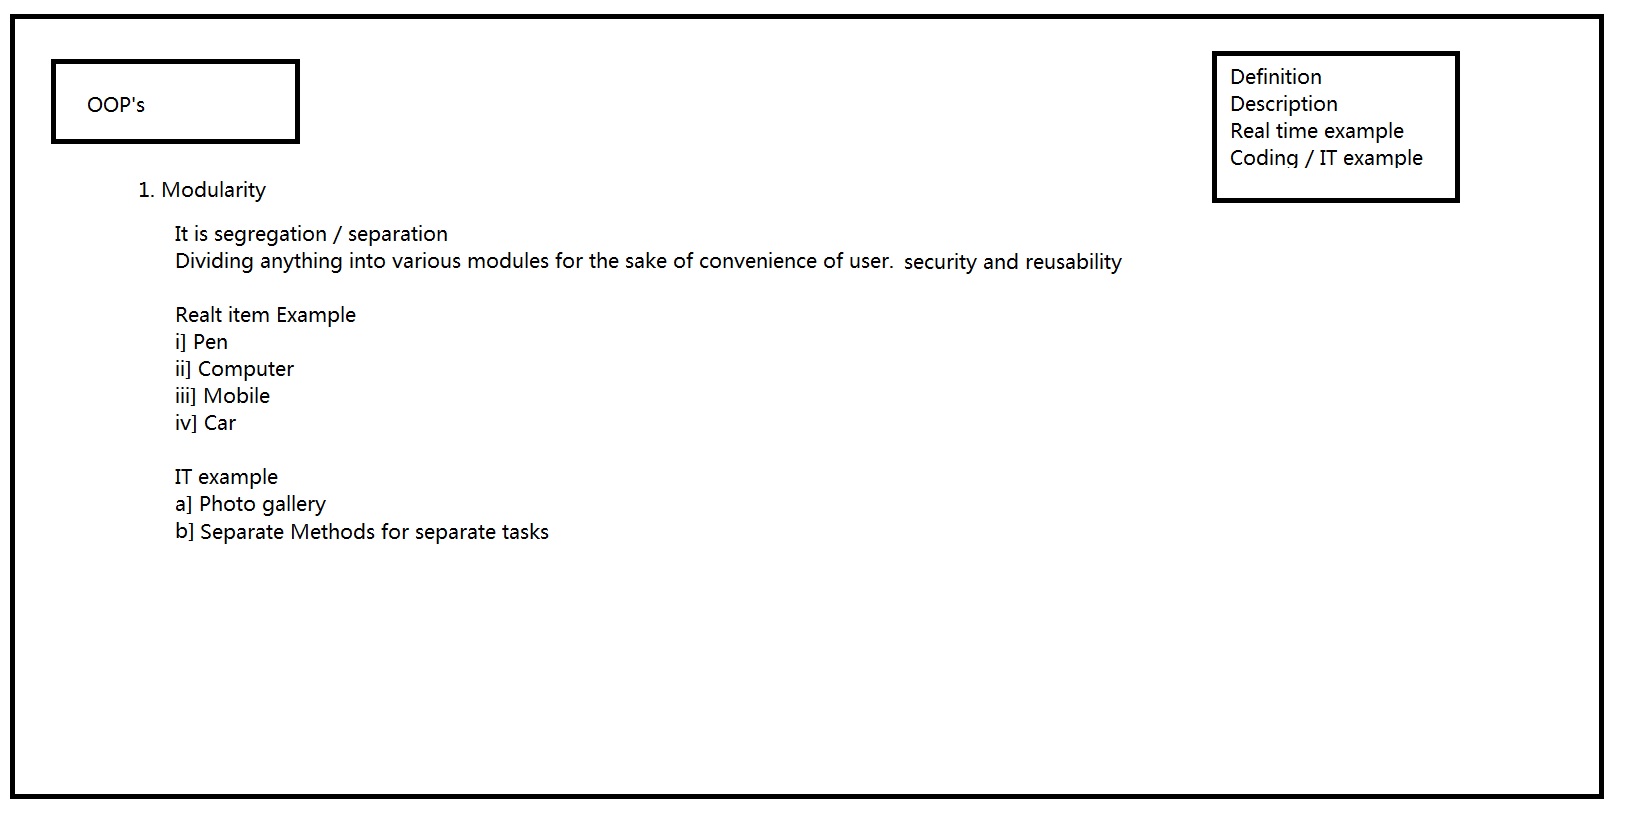 OOP's
Definition
Description
Real time example
Coding / IT example
1. Modularity
It is segregation / separation
Dividing anything into various modules for the sake of convenience of user. security and reusability
Realt item Example
i] Pen
ii] Computer
iii] Mobile
iv] Car
IT example
a] Photo gallery
b] Separate Methods for separate tasks